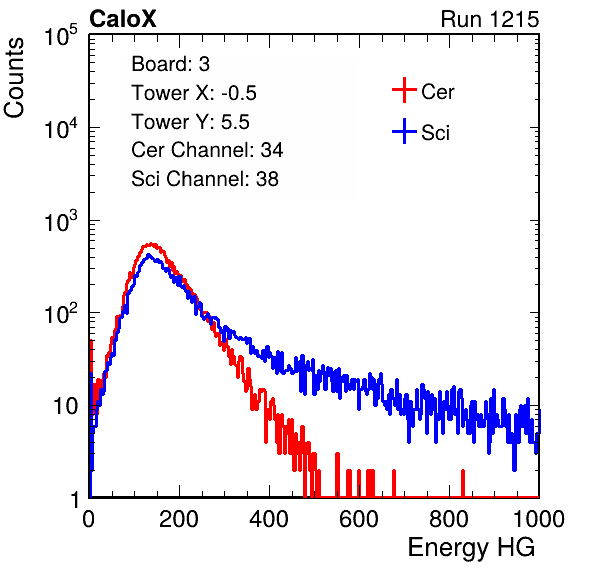 CaloX
Run 1215
Counts
Board: 3
Tower X: -0.5
Tower Y: 5.5
Cer Channel: 34
Sci Channel: 38
Cer
Sci
10^5
10^4
10^3
10^2
10
1
0 200 400 600 800 1000
Energy HG